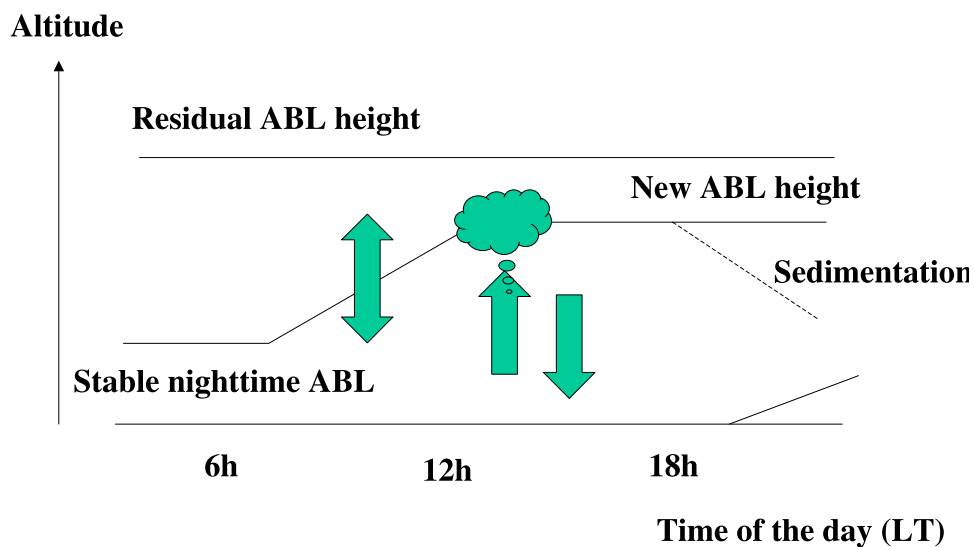 Altitude
Residual ABL height
New ABL height
Sedimentation
Stable nighttime ABL
6h
12h
18h
Time of the day (LT)